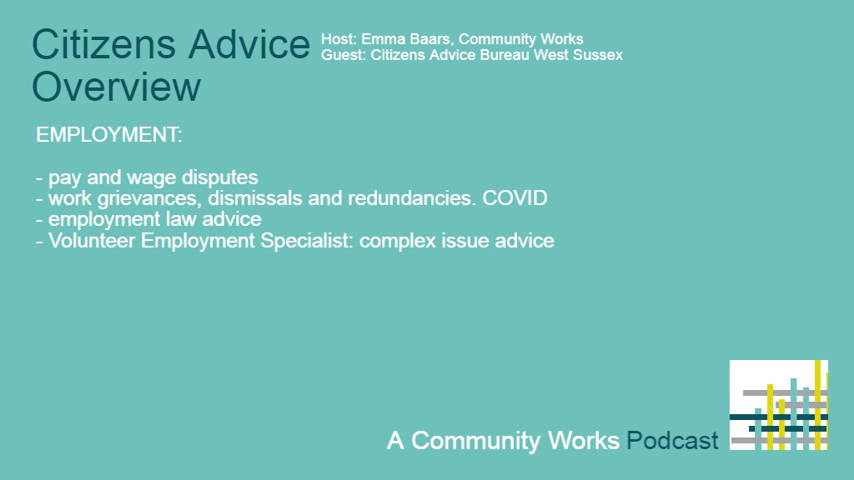 Citizens Advice
Overview
Host: Emma Baars, Community Works
Guest: Citizens Advice Bureau West Sussex
EMPLOYMENT:
- pay and wage disputes
- work grievances, dismissals and redundancies. COVID
- employment law advice
- Volunteer Employment Specialist: complex issue advice
A Community Works Podcast